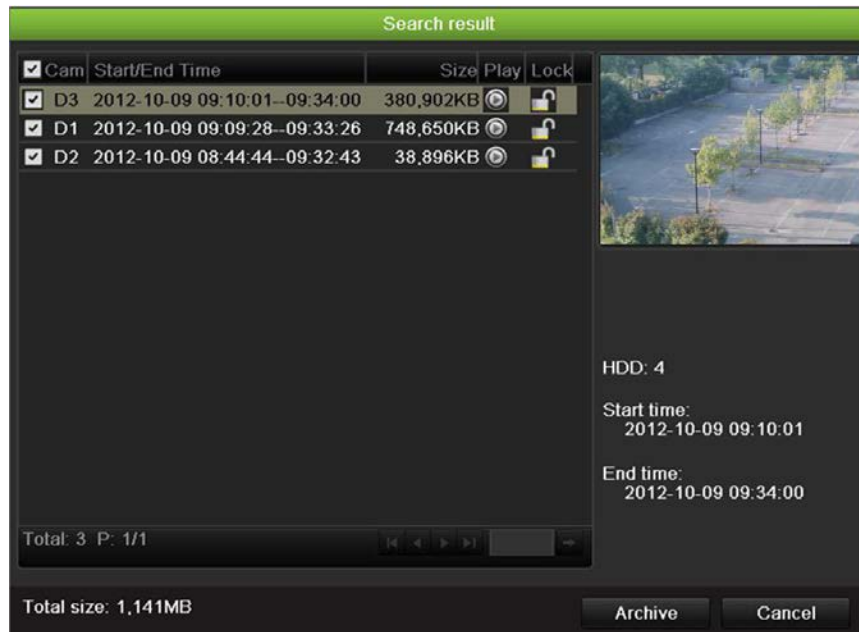 Search result
Cam Start/End Time Size Play Lock
D3 2012-10-09 09:10:01--09:34:00 380,902KB
D1 2012-10-09 09:09:28--09:33:26 748,650KB
D2 2012-10-09 08:44:44--09:32:43 38,896KB
HDD: 4
Start time:
2012-10-09 09:10:01
End time:
2012-10-09 09:34:00
Total: 3 P: 1/1
Total size: 1,141MB
Archive Cancel